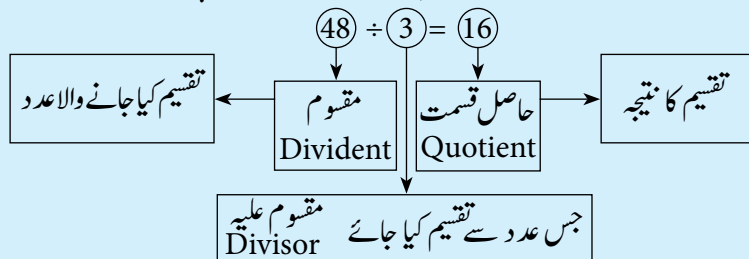 48 ÷ 3 = 16
تقسیم کا نتیجہ
حاصل قسمت
Quotient
مقسوم
Divident
تقسیم کیا جانے والا عدد
جس عدد سے تقسیم کیا جائے مقسوم علیہ
Divisor